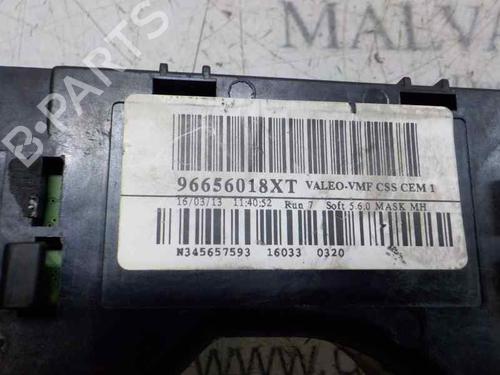 MALVA
B-PARTS
96656018XT VALEO-VMF CSS CEM 1
16/03/13 11:40:52 Run 7 Soft 5.6.0 MASK MH
N345657593 16033 0320